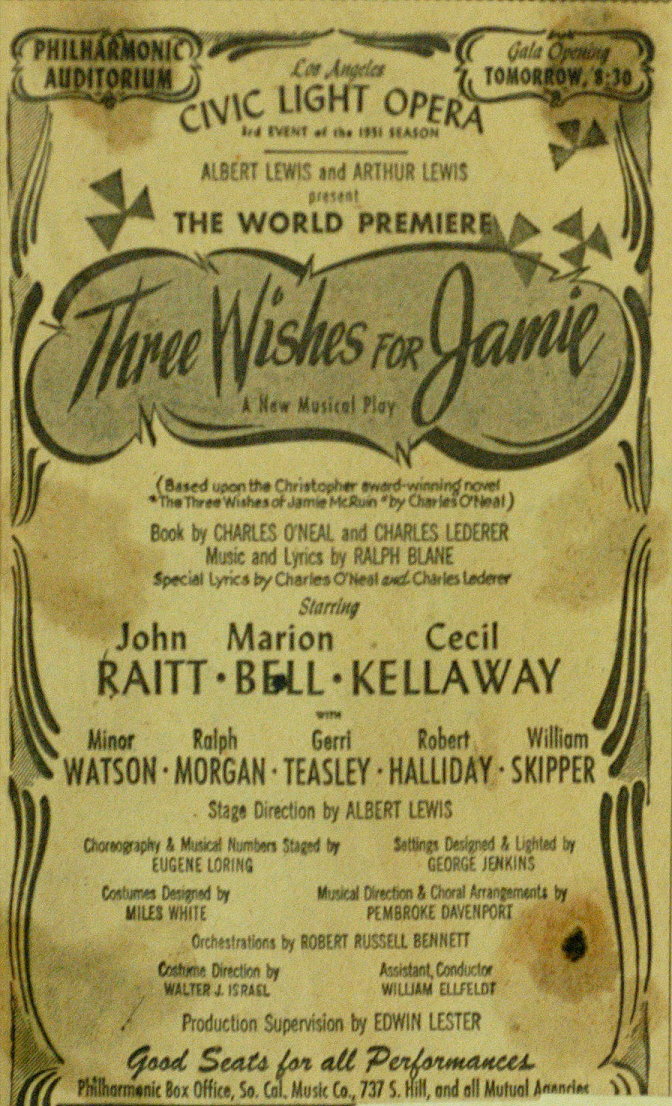 PHILHARMONIC
AUDITORIUM
Gala Opening
TOMORROW, 8:30
Los Angeles
CIVIC LIGHT OPERA
3rd EVENT of the 1951 SEASON
ALBERT LEWIS and ARTHUR LEWIS
present
THE WORLD PREMIERE
Three Wishes FOR Jamie
A New Musical Play
(Based upon the Christopher award-winning novel
"The Three Wishes of Jamie McRuin" by Charles O'Neal)
Book by CHARLES O'NEAL and CHARLES LEDERER
Music and Lyrics by RALPH BLANE
Special Lyrics by Charles O'Neal and Charles Lederer
Starring
John Marion Cecil
RAITT · BELL · KELLAWAY
WITH
Minor Ralph Gerri Robert William
WATSON · MORGAN · TEASLEY · HALLIDAY · SKIPPER
Stage Direction by ALBERT LEWIS
Choreography & Musical Numbers Staged by
EUGENE LORING
Settings Designed & Lighted by
GEORGE JENKINS
Costumes Designed by
MILES WHITE
Musical Direction & Choral Arrangements by
PEMBROKE DAVENPORT
Orchestrations by ROBERT RUSSELL BENNETT
Costume Direction by
WALTER J. ISRAEL
Assistant Conductor
WILLIAM ELLFELDT
Production Supervision by EDWIN LESTER
Good Seats for all Performances
Philharmonic Box Office, So. Cal. Music Co., 737 S. Hill, and all Mutual Agencies